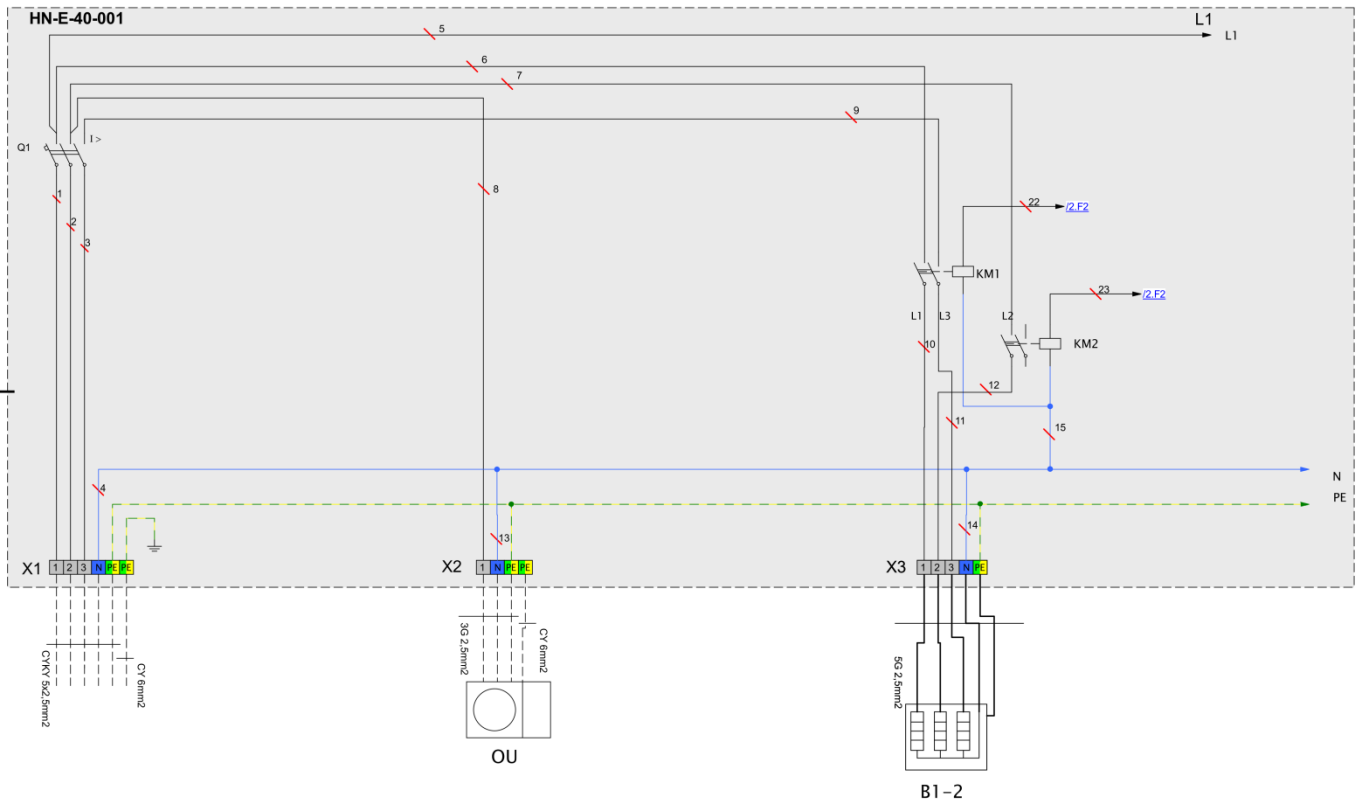 HN-E-40-001
L1
5
L1
6
7
9
I >
Q1
1
8
22
/2.F2
2
3
KM1
23
/2.F2
L1
L3
L2
KM2
10
12
11
15
N
4
PE
14
13
X1
1
2
3
N
PE
PE
X2
1
N
PE
PE
X3
1
2
3
N
PE
CYKY 5x2,5mm2
CY 6mm2
3G 2,5mm2
CY 6mm2
5G 2,5mm2
OU
B1-2